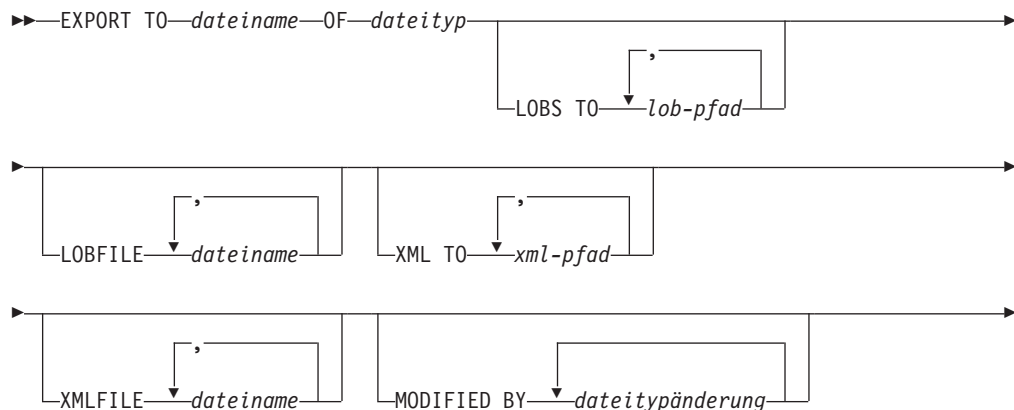 EXPORT TO dateiname OF dateityp
,
LOBS TO lob-pfad
, ,
LOBFILE dateiname XML TO xml-pfad
,
XMLFILE dateiname MODIFIED BY dateitypänderung